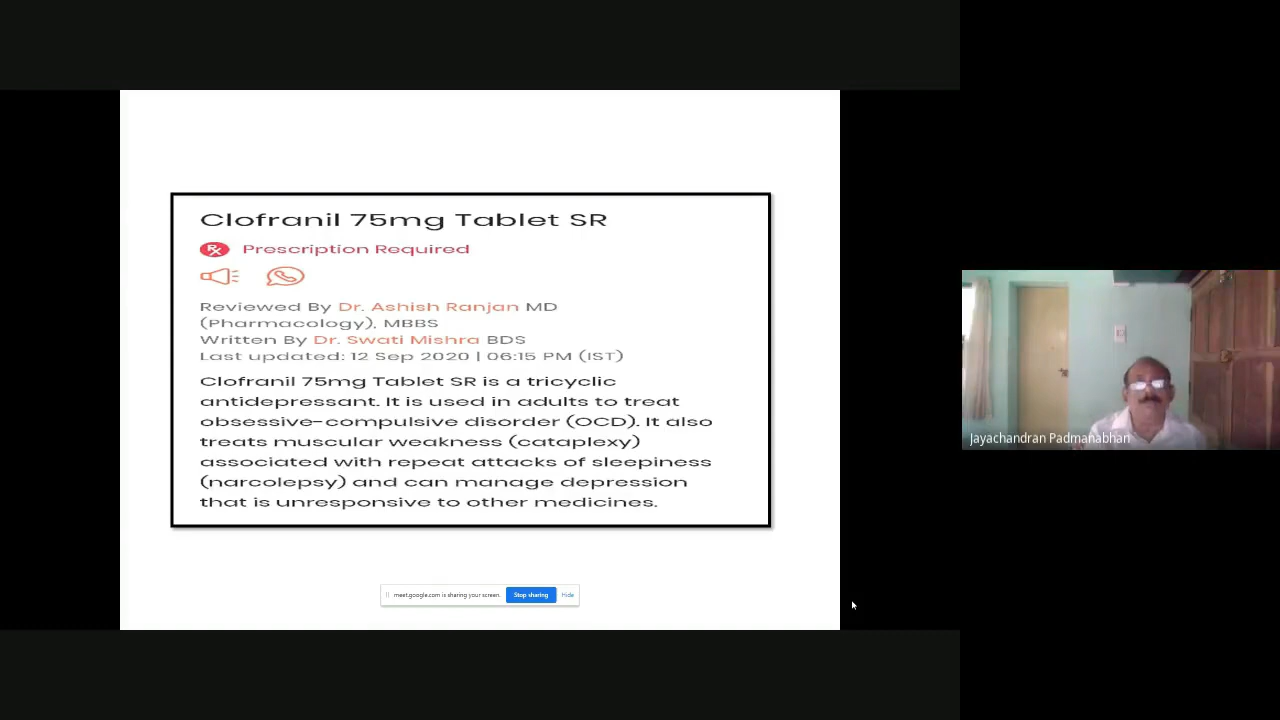 Clofranil 75mg Tablet SR
Rx Prescription Required
Reviewed By Dr. Ashish Ranjan MD
(Pharmacology), MBBS
Written By Dr. Swati Mishra BDS
Last updated: 12 Sep 2020 | 06:15 PM (IST)
Clofranil 75mg Tablet SR is a tricyclic
antidepressant. It is used in adults to treat
obsessive-compulsive disorder (OCD). It also
treats muscular weakness (cataplexy)
associated with repeat attacks of sleepiness
(narcolepsy) and can manage depression
that is unresponsive to other medicines.
meet.google.com is sharing your screen. Stop sharing Hide
Jayachandran Padmanabhan